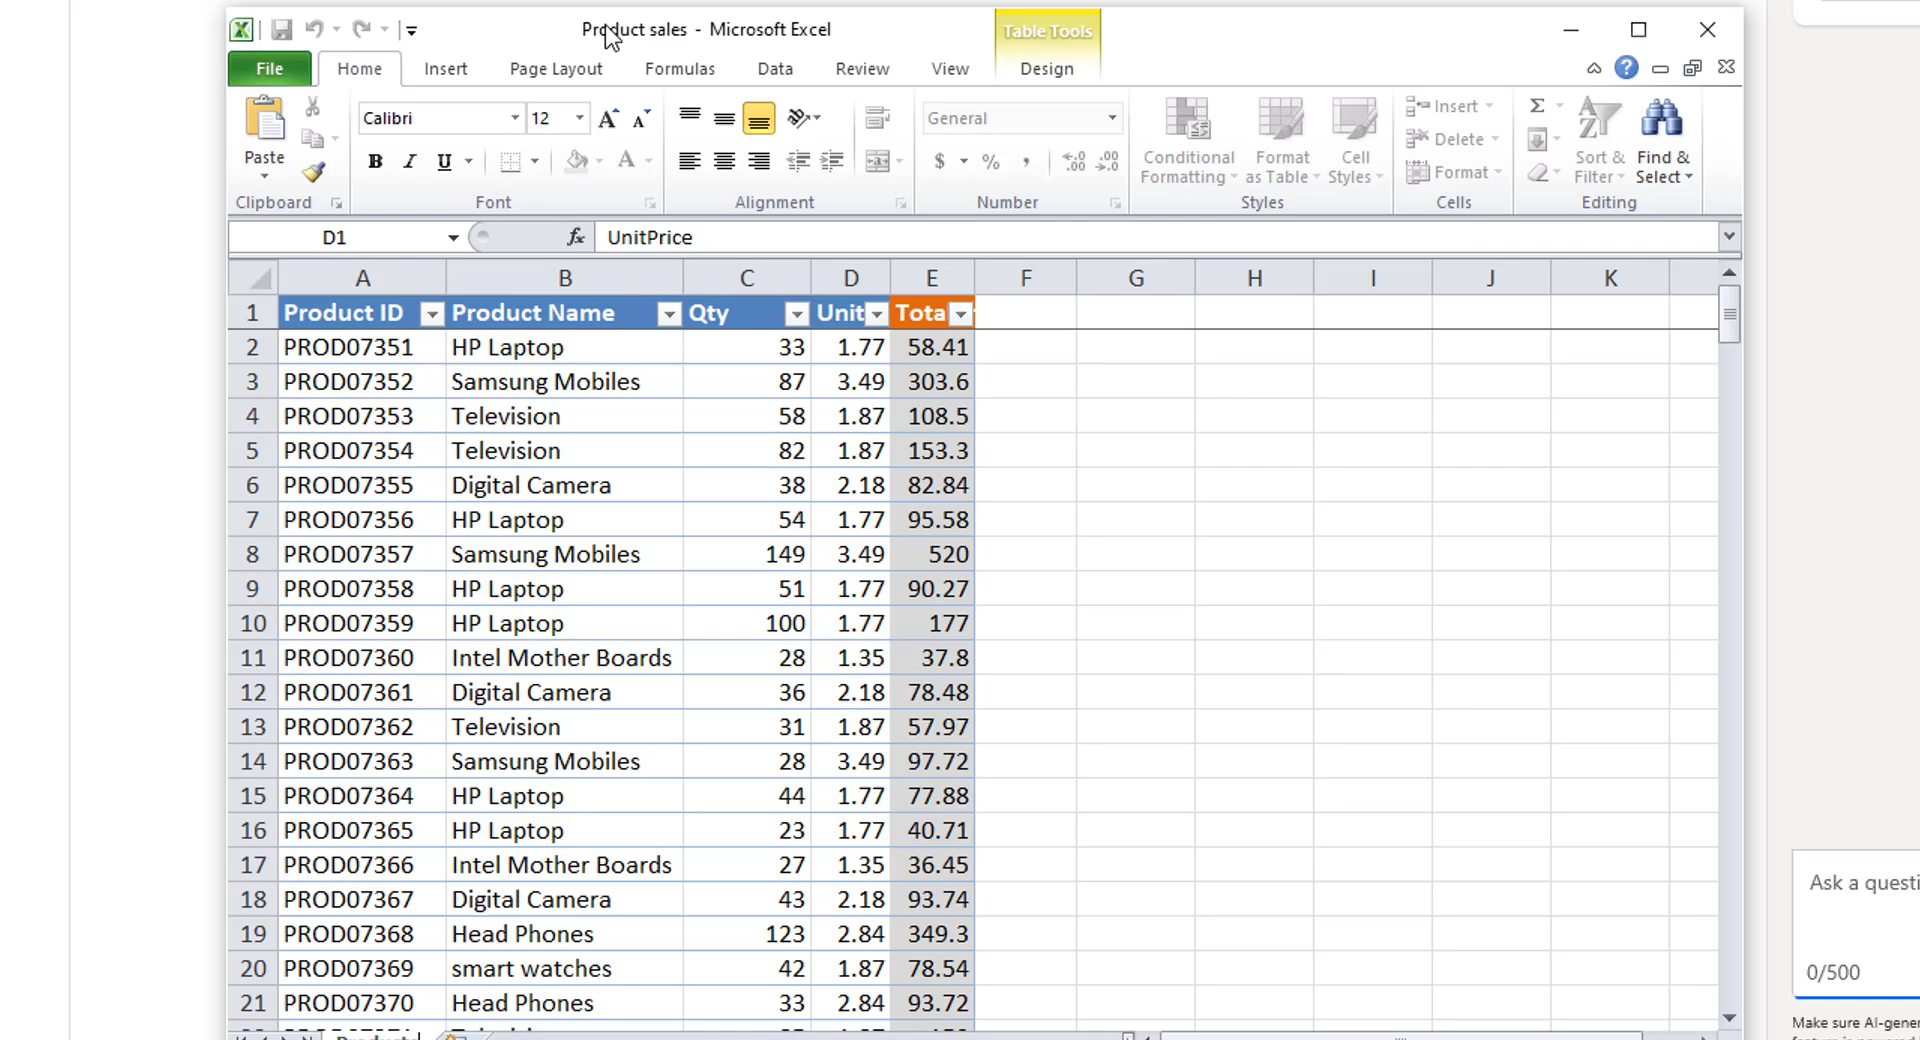 Product sales - Microsoft Excel
Table Tools
File Home Insert Page Layout Formulas Data Review View Design
Calibri 12 General
Insert
Delete
Format
Paste
B I U $ % ,
Conditional Formatting
Format as Table
Cell Styles
Sort & Filter
Find & Select
Clipboard Font Alignment Number Styles Cells Editing
D1 fx UnitPrice
A B C D E F G H I J K
1 Product ID Product Name Qty Unit Tota
2 PROD07351 HP Laptop 33 1.77 58.41
3 PROD07352 Samsung Mobiles 87 3.49 303.6
4 PROD07353 Television 58 1.87 108.5
5 PROD07354 Television 82 1.87 153.3
6 PROD07355 Digital Camera 38 2.18 82.84
7 PROD07356 HP Laptop 54 1.77 95.58
8 PROD07357 Samsung Mobiles 149 3.49 520
9 PROD07358 HP Laptop 51 1.77 90.27
10 PROD07359 HP Laptop 100 1.77 177
11 PROD07360 Intel Mother Boards 28 1.35 37.8
12 PROD07361 Digital Camera 36 2.18 78.48
13 PROD07362 Television 31 1.87 57.97
14 PROD07363 Samsung Mobiles 28 3.49 97.72
15 PROD07364 HP Laptop 44 1.77 77.88
16 PROD07365 HP Laptop 23 1.77 40.71
17 PROD07366 Intel Mother Boards 27 1.35 36.45
18 PROD07367 Digital Camera 43 2.18 93.74
19 PROD07368 Head Phones 123 2.84 349.3
20 PROD07369 smart watches 42 1.87 78.54
21 PROD07370 Head Phones 33 2.84 93.72
Ask a questi
0/500
Make sure AI-gener